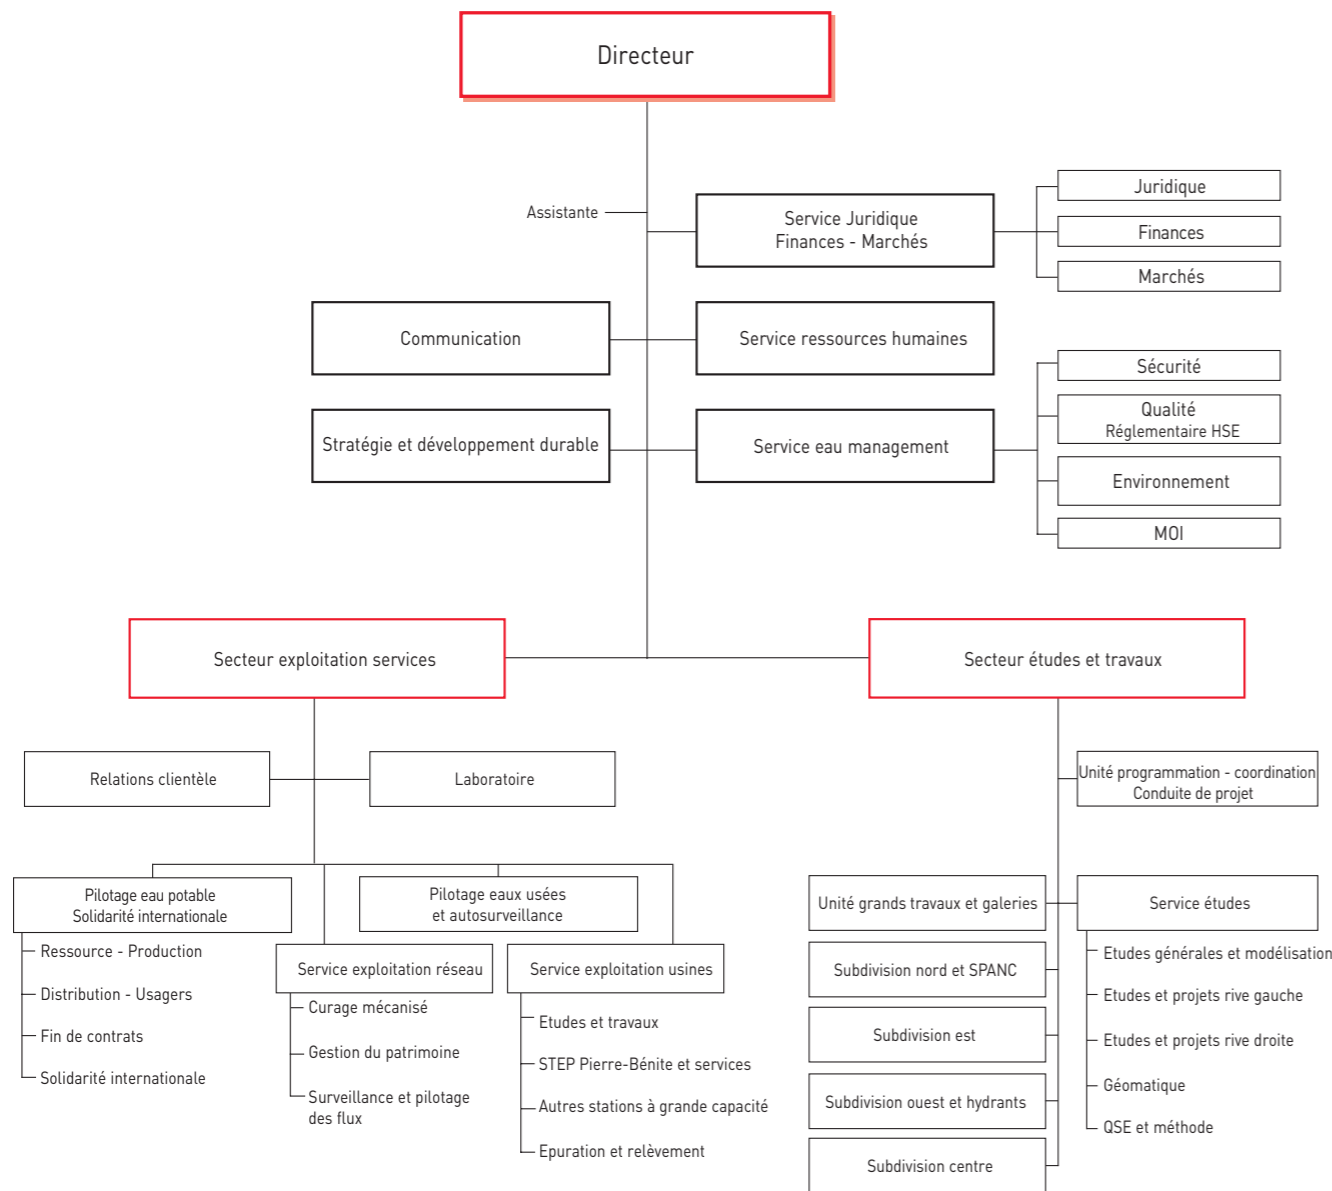 Directeur
Assistante
Service Juridique
Finances - Marchés
Juridique
Finances
Marchés
Communication
Service ressources humaines
Stratégie et développement durable
Service eau management
Sécurité
Qualité
Réglementaire HSE
Environnement
MOI
Secteur exploitation services
Secteur études et travaux
Relations clientèle
Laboratoire
Unité programmation - coordination
Conduite de projet
Pilotage eau potable
Solidarité internationale
Ressource - Production
Distribution - Usagers
Fin de contrats
Solidarité internationale
Service exploitation réseau
Curage mécanisé
Gestion du patrimoine
Surveillance et pilotage
des flux
Pilotage eaux usées
et autosurveillance
Service exploitation usines
Etudes et travaux
STEP Pierre-Bénite et services
Autres stations à grande capacité
Epuration et relèvement
Unité grands travaux et galeries
Subdivision nord et SPANC
Subdivision est
Subdivision ouest et hydrants
Subdivision centre
Service études
Etudes générales et modélisation
Etudes et projets rive gauche
Etudes et projets rive droite
Géomatique
QSE et méthode